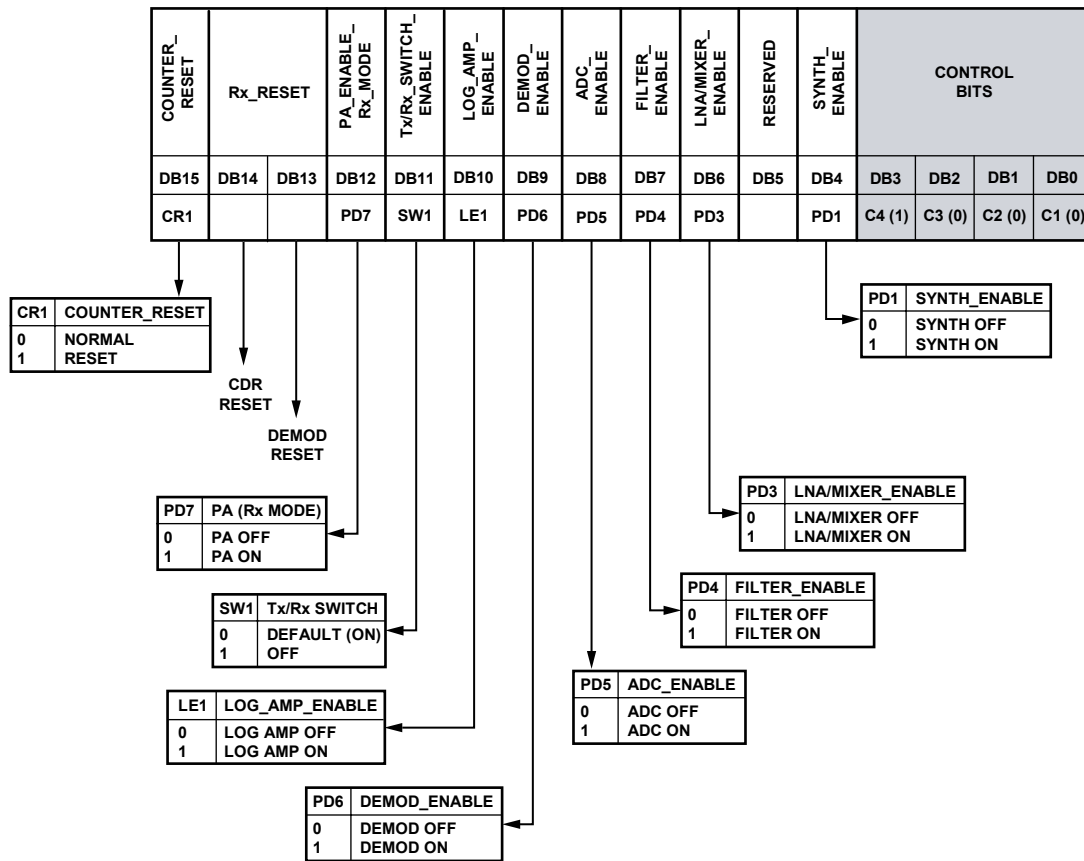 COUNTER_
RESET
Rx_RESET
PA_ENABLE_
Rx_MODE
Tx/Rx_SWITCH_
ENABLE
LOG_AMP_
ENABLE
DEMOD_
ENABLE
ADC_
ENABLE
FILTER_
ENABLE
LNA/MIXER_
ENABLE
RESERVED
SYNTH_
ENABLE
CONTROL
BITS
DB15 DB14 DB13 DB12 DB11 DB10 DB9 DB8 DB7 DB6 DB5 DB4 DB3 DB2 DB1 DB0
CR1 PD7 SW1 LE1 PD6 PD5 PD4 PD3 PD1 C4 (1) C3 (0) C2 (0) C1 (0)
CR1 COUNTER_RESET
0 NORMAL
1 RESET
PD1 SYNTH_ENABLE
0 SYNTH OFF
1 SYNTH ON
CDR
RESET
DEMOD
RESET
PD7 PA (Rx MODE)
0 PA OFF
1 PA ON
PD3 LNA/MIXER_ENABLE
0 LNA/MIXER OFF
1 LNA/MIXER ON
SW1 Tx/Rx SWITCH
0 DEFAULT (ON)
1 OFF
PD4 FILTER_ENABLE
0 FILTER OFF
1 FILTER ON
LE1 LOG_AMP_ENABLE
0 LOG AMP OFF
1 LOG AMP ON
PD5 ADC_ENABLE
0 ADC OFF
1 ADC ON
PD6 DEMOD_ENABLE
0 DEMOD OFF
1 DEMOD ON